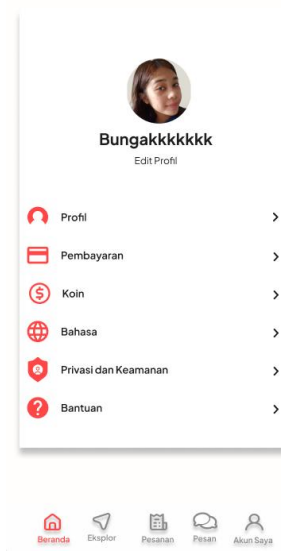 Bungakkkkkkk
Edit Profil
Profil
Pembayaran
Koin
Bahasa
Privasi dan Keamanan
Bantuan
Beranda
Eksplor
Pesanan
Pesan
Akun Saya